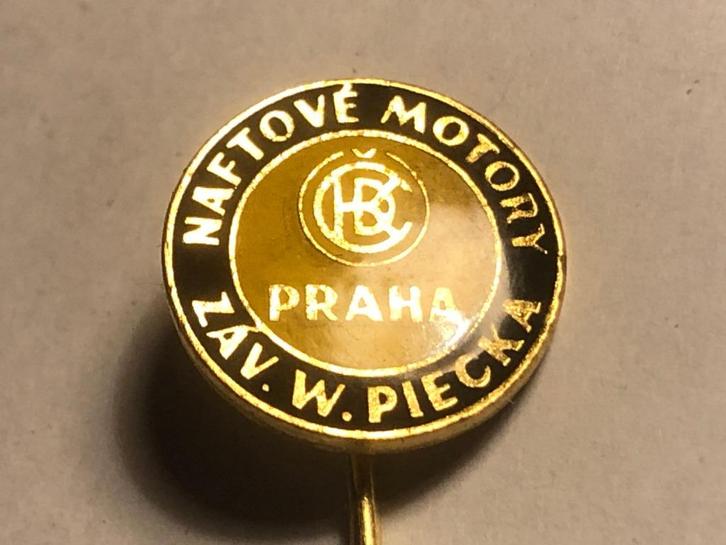 NAFTOVÉ MOTORY
ČKD
PRAHA
ZÁV. W. PIECKA